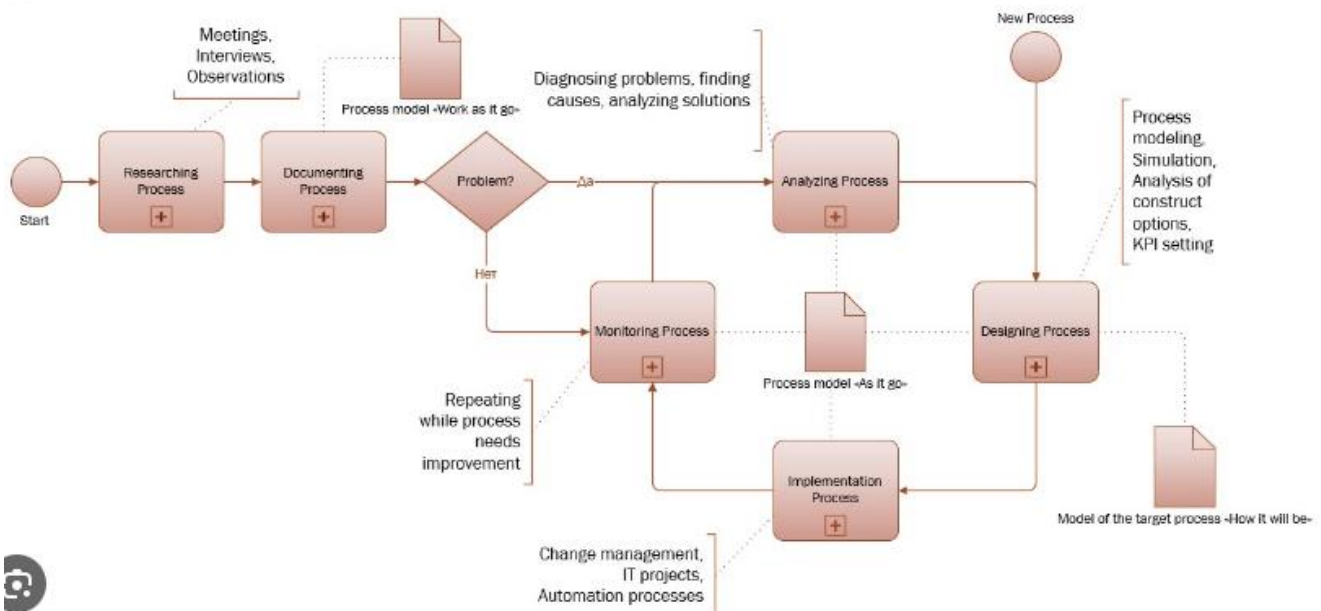 New Process
Meetings,
Interviews,
Observations
Process model «Work as it go»
Diagnosing problems, finding
causes, analyzing solutions
Process
modeling,
Simulation,
Analysis of
construct
options,
KPI setting
Start
Researching
Process
Documenting
Process
Problem?
Да
Analyzing Process
Нет
Monitoring Process
Process model «As it go»
Designing Process
Repeating
while process
needs
improvement
Implementation
Process
Model of the target process «How it will be»
Change management,
IT projects,
Automation processes